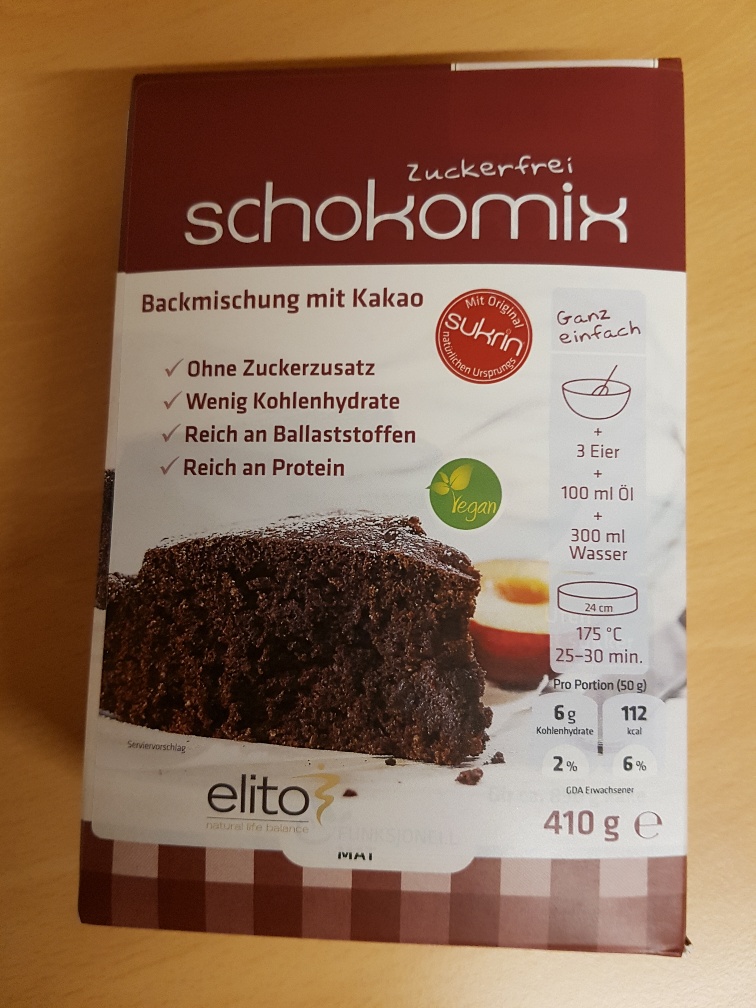 Zuckerfrei
schokomix
Backmischung mit Kakao
Mit Original
sukrin
natürlichen Ursprungs
✓ Ohne Zuckerzusatz
✓ Wenig Kohlenhydrate
✓ Reich an Ballaststoffen
✓ Reich an Protein
Vegan
Ganz
einfach
+
3 Eier
+
100 ml Öl
+
300 ml
Wasser
24 cm
175 °C
25–30 min.
Pro Portion (50 g)
6 g
Kohlenhydrate
112
kcal
2 %
6 %
GDA Erwachsener
Serviervorschlag
elito
natural life balance
410 g ℮
FUNKSJONELL
MAT